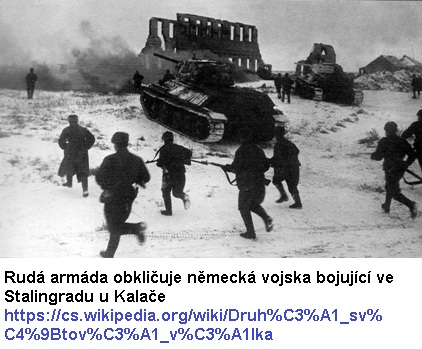 Rudá armáda obkličuje německá vojska bojující ve
Stalingradu u Kalače
https://cs.wikipedia.org/wiki/Druh%C3%A1_sv%
C4%9Btov%C3%A1_v%C3%A1lka